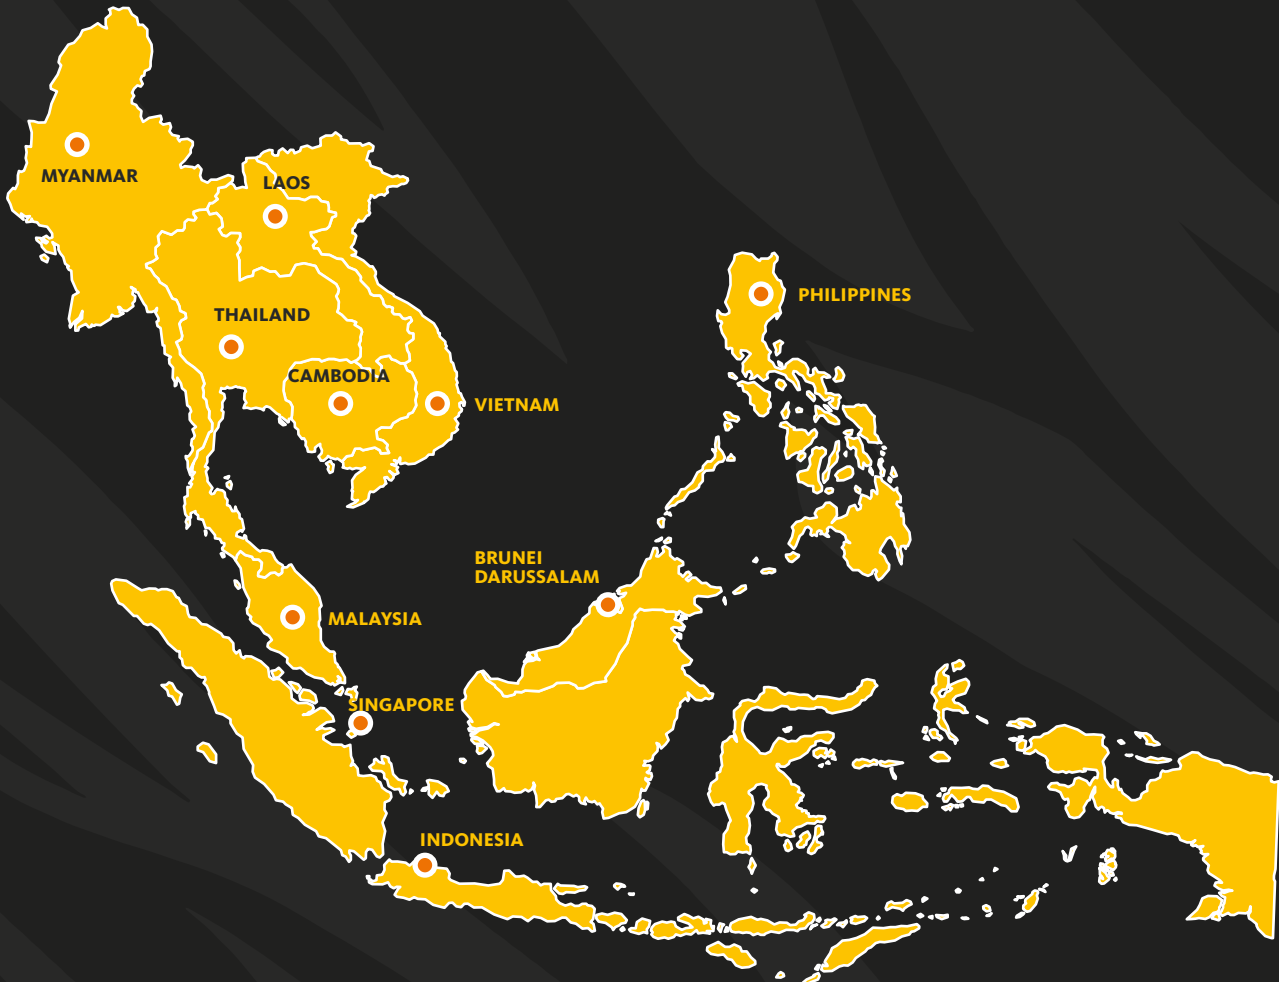 MYANMAR
LAOS
PHILIPPINES
THAILAND
CAMBODIA
VIETNAM
BRUNEI
DARUSSALAM
MALAYSIA
SINGAPORE
INDONESIA